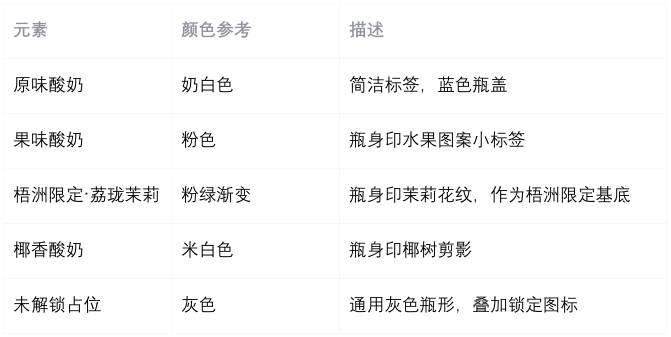 元素 颜色参考 描述
原味酸奶 奶白色 简洁标签，蓝色瓶盖
果味酸奶 粉色 瓶身印水果图案小标签
梧洲限定·荔珑茉莉 粉绿渐变 瓶身印茉莉花纹，作为梧洲限定基底
椰香酸奶 米白色 瓶身印椰树剪影
未解锁占位 灰色 通用灰色瓶形，叠加锁定图标